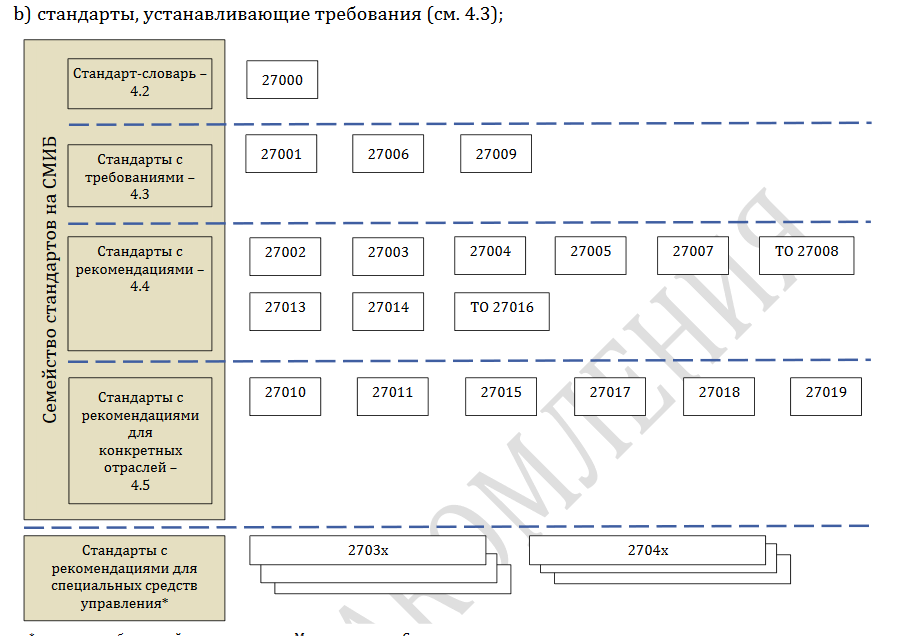 b) стандарты, устанавливающие требования (см. 4.3);
Семейство стандартов на СМИБ
Стандарт-словарь –
4.2
27000
Стандарты с
требованиями –
4.3
27001 27006 27009
Стандарты с
рекомендациями –
4.4
27002 27003 27004 27005 27007 ТО 27008
27013 27014 ТО 27016
Стандарты с
рекомендациями
для
конкретных
отраслей –
4.5
27010 27011 27015 27017 27018 27019
Стандарты с
рекомендациями для
специальных средств
управления*
2703x 2704x
АКОМЛЕНИЯ